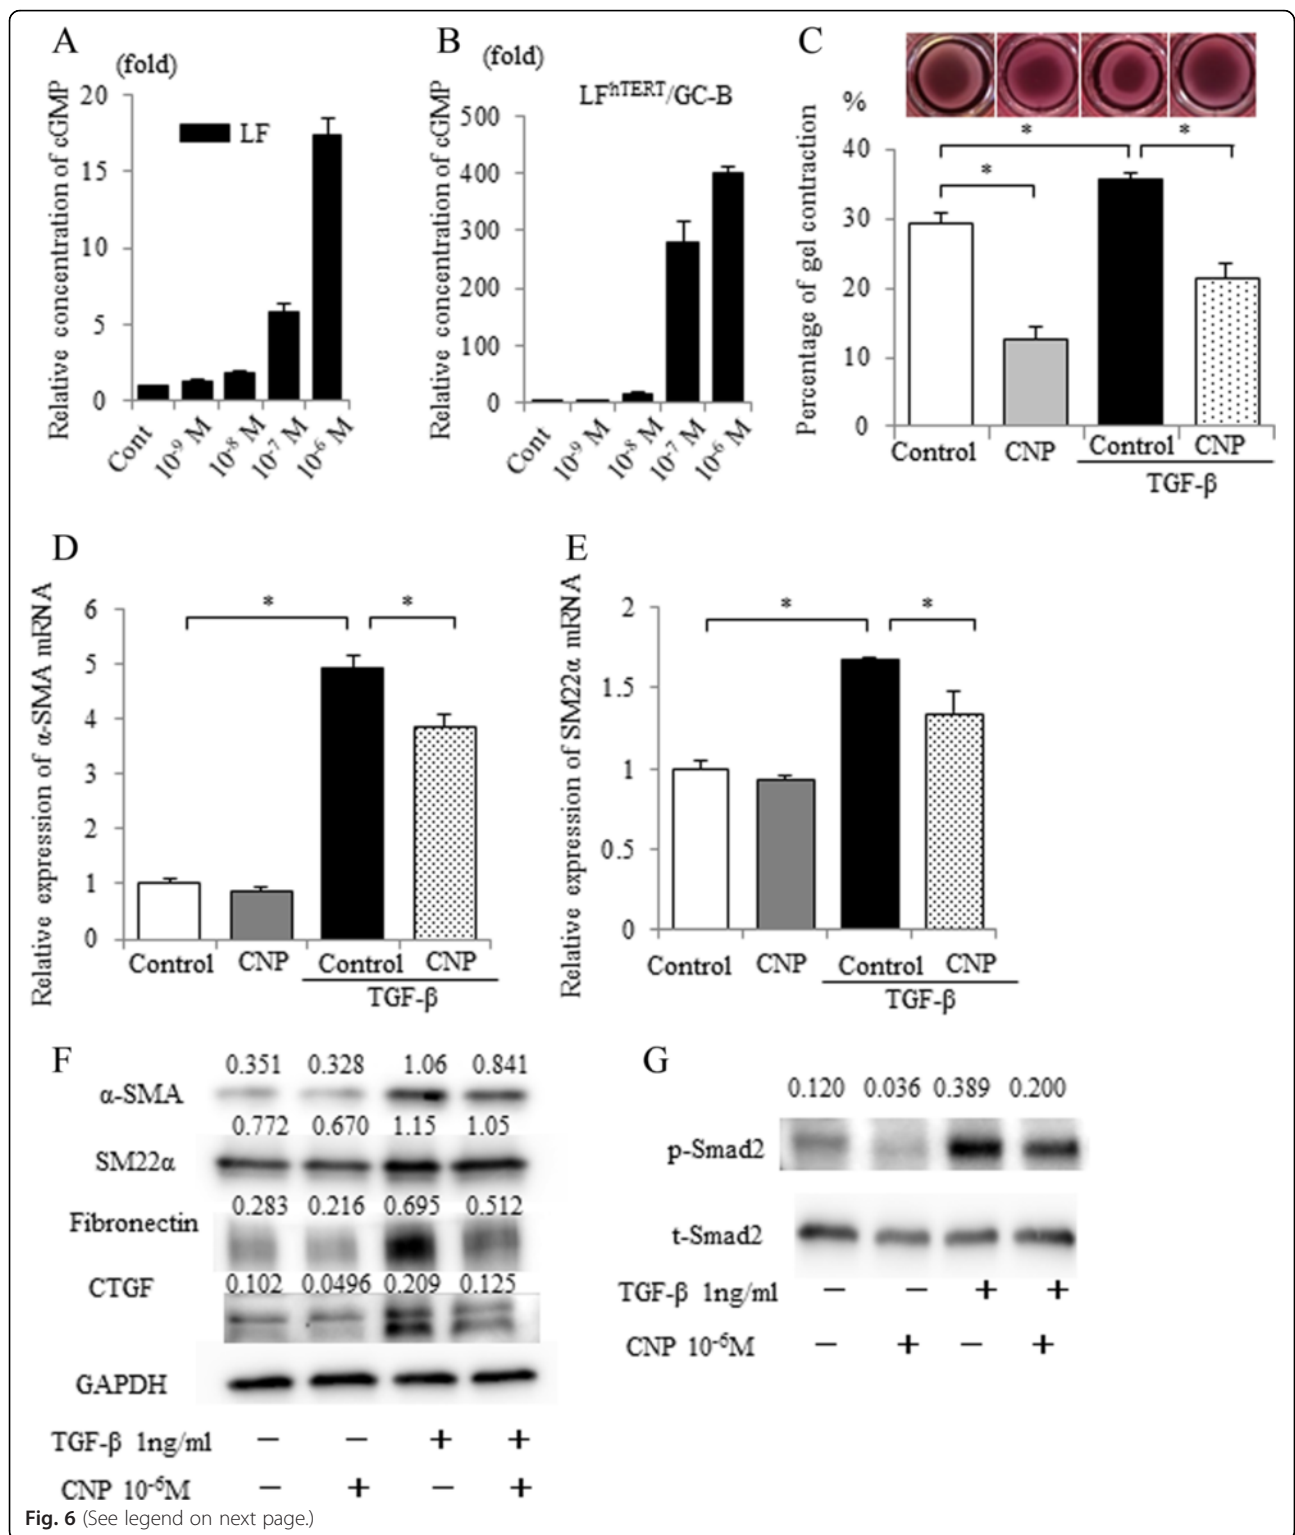 A
(fold)
Relative concentration of cGMP
20
15
10
5
0
LF
Cont
10⁻⁹ M
10⁻⁸ M
10⁻⁷ M
10⁻⁶ M
B
(fold)
LFhTERT/GC-B
Relative concentration of cGMP
500
400
300
200
100
0
Cont
10⁻⁹ M
10⁻⁸ M
10⁻⁷ M
10⁻⁶ M
C
%
Percentage of gel contraction
40
30
20
10
0
* *
*
Control CNP Control CNP
TGF-β
D
Relative expression of α-SMA mRNA
6
5
4
3
2
1
0
* *
Control CNP Control CNP
TGF-β
E
Relative expression of SM22α mRNA
2
1.5
1
0.5
0
* *
Control CNP Control CNP
TGF-β
F
0.351 0.328 1.06 0.841
α-SMA
0.772 0.670 1.15 1.05
SM22α
0.283 0.216 0.695 0.512
Fibronectin
0.102 0.0496 0.209 0.125
CTGF
GAPDH
TGF-β 1ng/ml − − + +
CNP 10⁻⁶M − + − +
G
0.120 0.036 0.389 0.200
p-Smad2
t-Smad2
TGF-β 1ng/ml − − + +
CNP 10⁻⁶M − + − +
Fig. 6 (See legend on next page.)